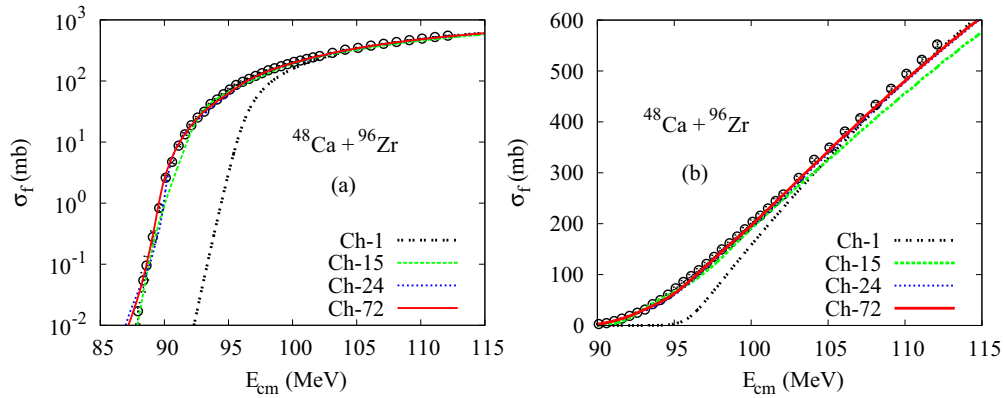 10³
10²
10¹
10⁰
10⁻¹
10⁻²
σf (mb)
⁴⁸Ca + ⁹⁶Zr
(a)
Ch-1
Ch-15
Ch-24
Ch-72
85 90 95 100 105 110 115
Ecm (MeV)
600
500
400
300
200
100
0
σf (mb)
⁴⁸Ca + ⁹⁶Zr
(b)
Ch-1
Ch-15
Ch-24
Ch-72
90 95 100 105 110 115
Ecm (MeV)